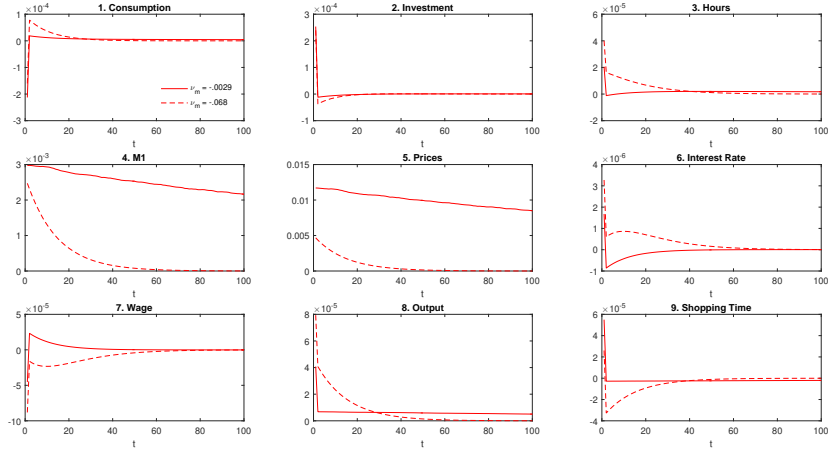 ×10-4 1. Consumption
1
0
-1
-2
-3
0 20 40 60 80 100
t
νm = -.0029
νm = -.068
×10-4 2. Investment
3
2
1
0
-1
0 20 40 60 80 100
t
×10-5 3. Hours
6
4
2
0
-2
0 20 40 60 80 100
t
×10-3 4. M1
3
2
1
0
0 20 40 60 80 100
t
5. Prices
0.015
0.01
0.005
0
0 20 40 60 80 100
t
×10-6 6. Interest Rate
4
3
2
1
0
-1
0 20 40 60 80 100
t
×10-5 7. Wage
5
0
-5
-10
0 20 40 60 80 100
t
×10-5 8. Output
8
6
4
2
0
0 20 40 60 80 100
t
×10-5 9. Shopping Time
6
4
2
0
-2
-4
0 20 40 60 80 100
t